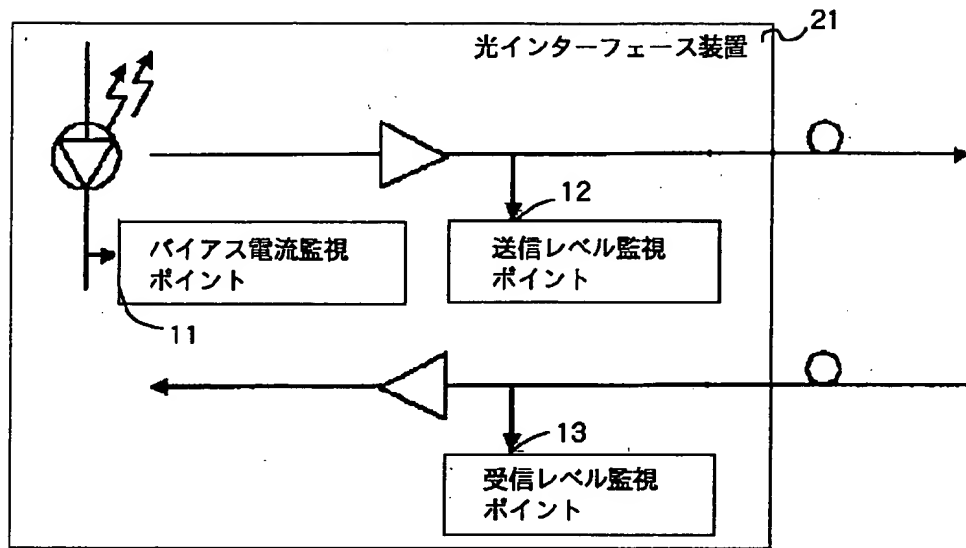 21
光インターフェース装置
12
バイアス電流監視
ポイント
送信レベル監視
ポイント
11
13
受信レベル監視
ポイント